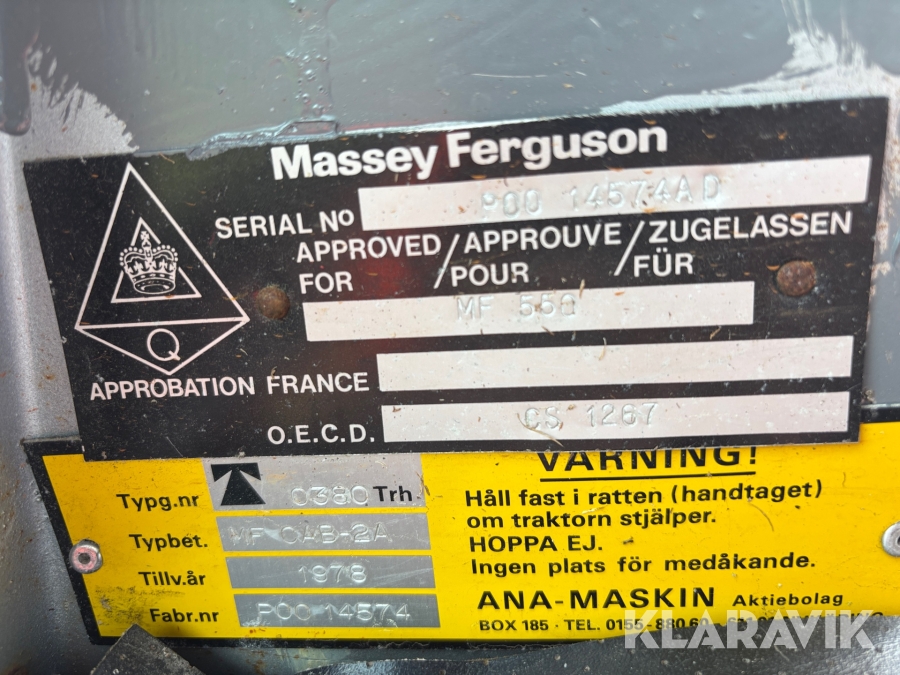 Massey Ferguson
SERIAL No P00 14574AD
APPROVED / APPROUVE / ZUGELASSEN
FOR / POUR / FÜR
MF 550
Q
APPROBATION FRANCE
O.E.C.D. CS 1267
VARNING!
Typg.nr 0380 Trh.
Håll fast i ratten (handtaget)
om traktorn stjälper.
Typbet. MF QAB-2A
HOPPA EJ.
Ingen plats för medåkande.
Tillv.år 1978
Fabr.nr P00 14574
ANA-MASKIN Aktiebolag
BOX 185 · TEL. 0155-880 60
KLARAVIK